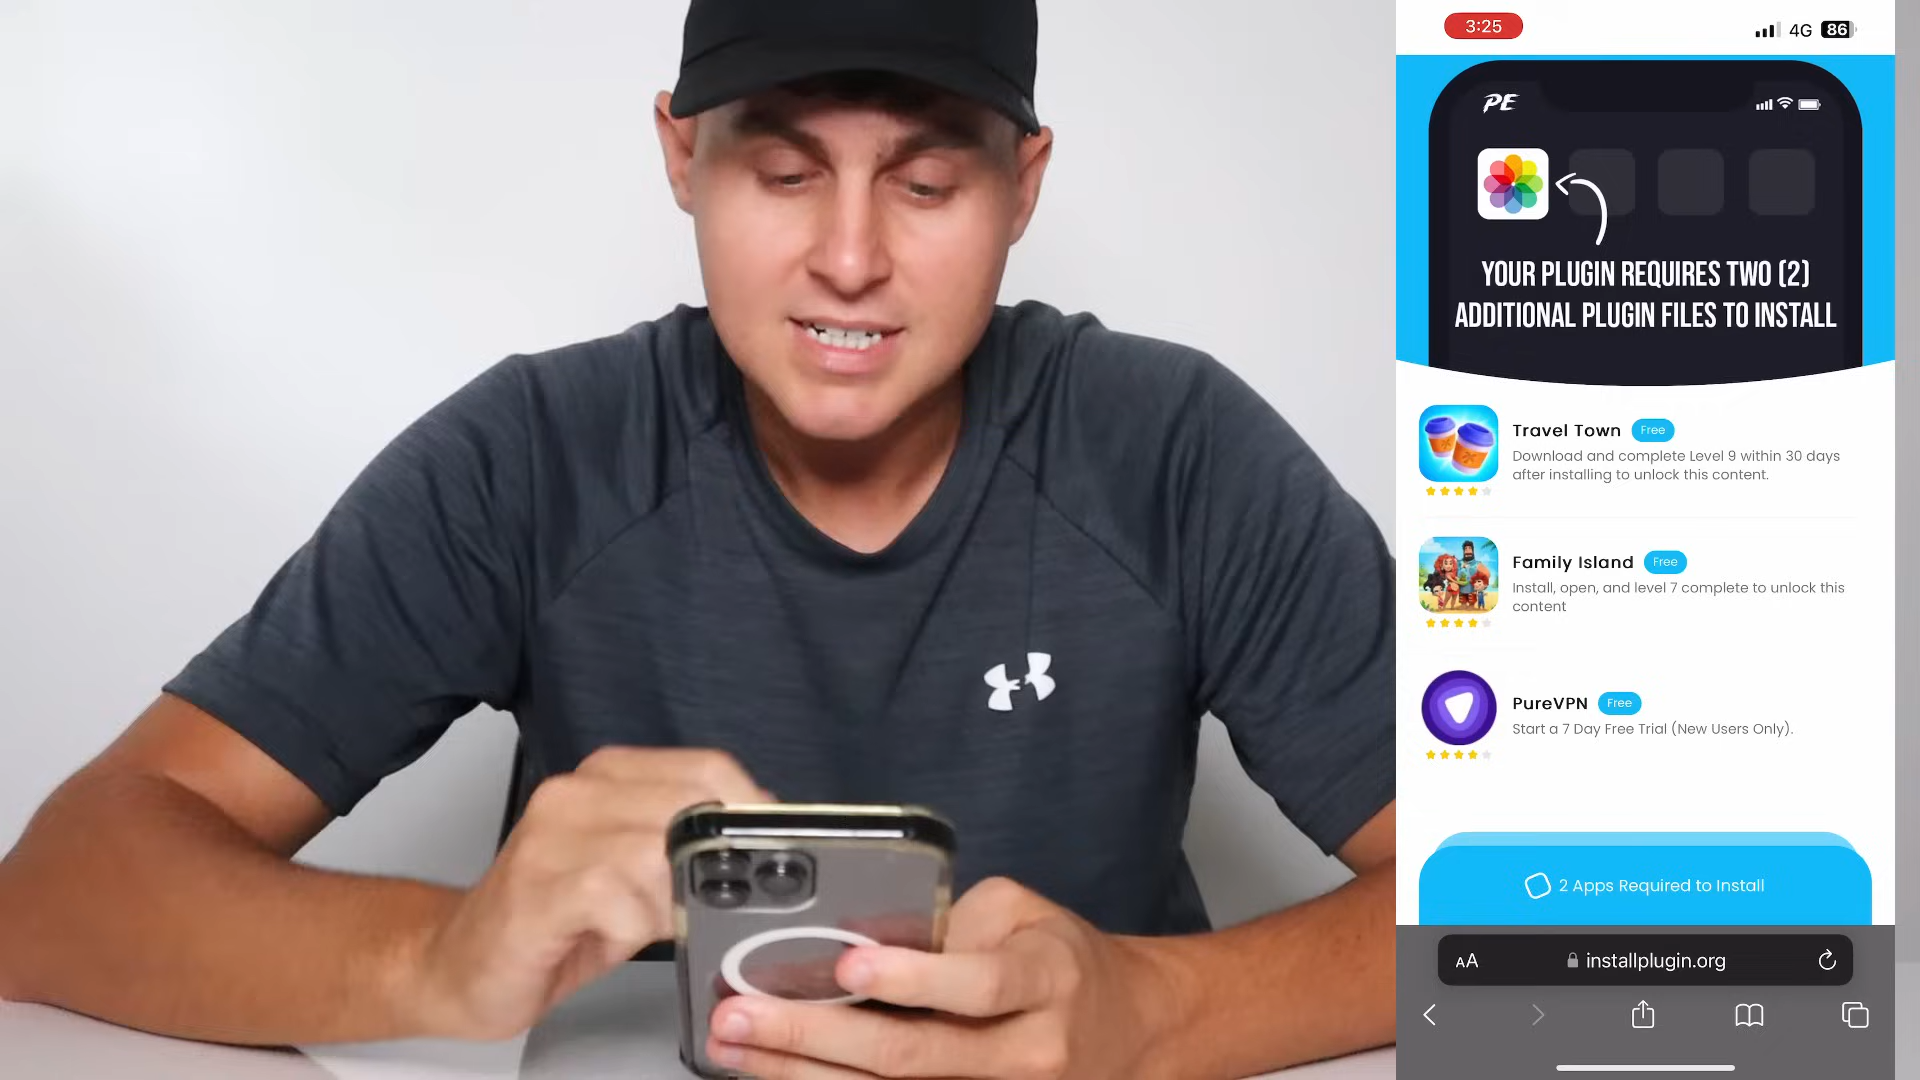 3:25
4G 86
PE
YOUR PLUGIN REQUIRES TWO (2)
ADDITIONAL PLUGIN FILES TO INSTALL
Travel Town Free
Download and complete Level 9 within 30 days
after installing to unlock this content.
Family Island Free
Install, open, and level 7 complete to unlock this
content
PureVPN Free
Start a 7 Day Free Trial (New Users Only).
2 Apps Required to Install
AA installplugin.org